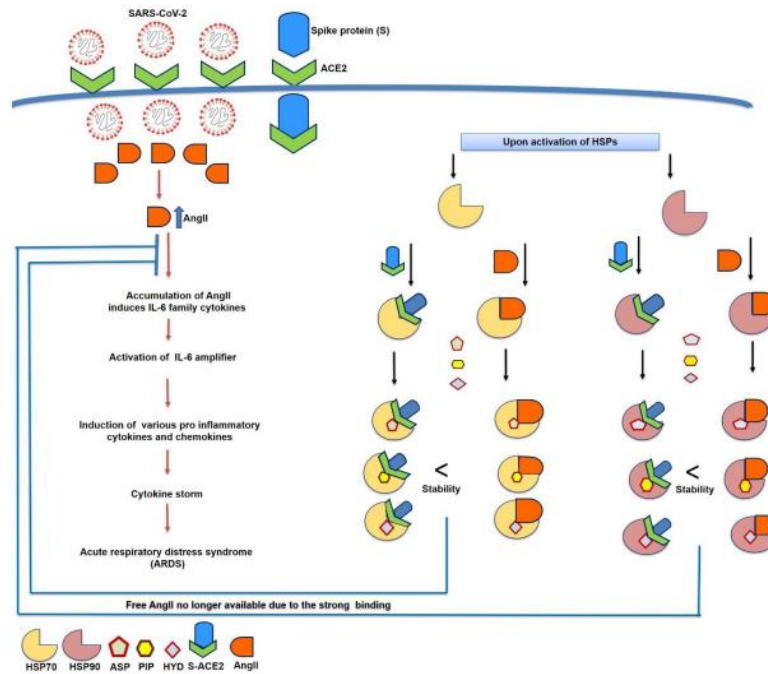 SARS-CoV-2
Spike protein (S)
ACE2
Upon activation of HSPs
AngII
Accumulation of AngII
induces IL-6 family cytokines
Activation of IL-6 amplifier
Induction of various pro inflammatory
cytokines and chemokines
Cytokine storm
Acute respiratory distress syndrome
(ARDS)
<
Stability
<
Stability
Free AngII no longer available due to the strong binding
HSP70 HSP90 ASP PIP HYD S-ACE2 AngII